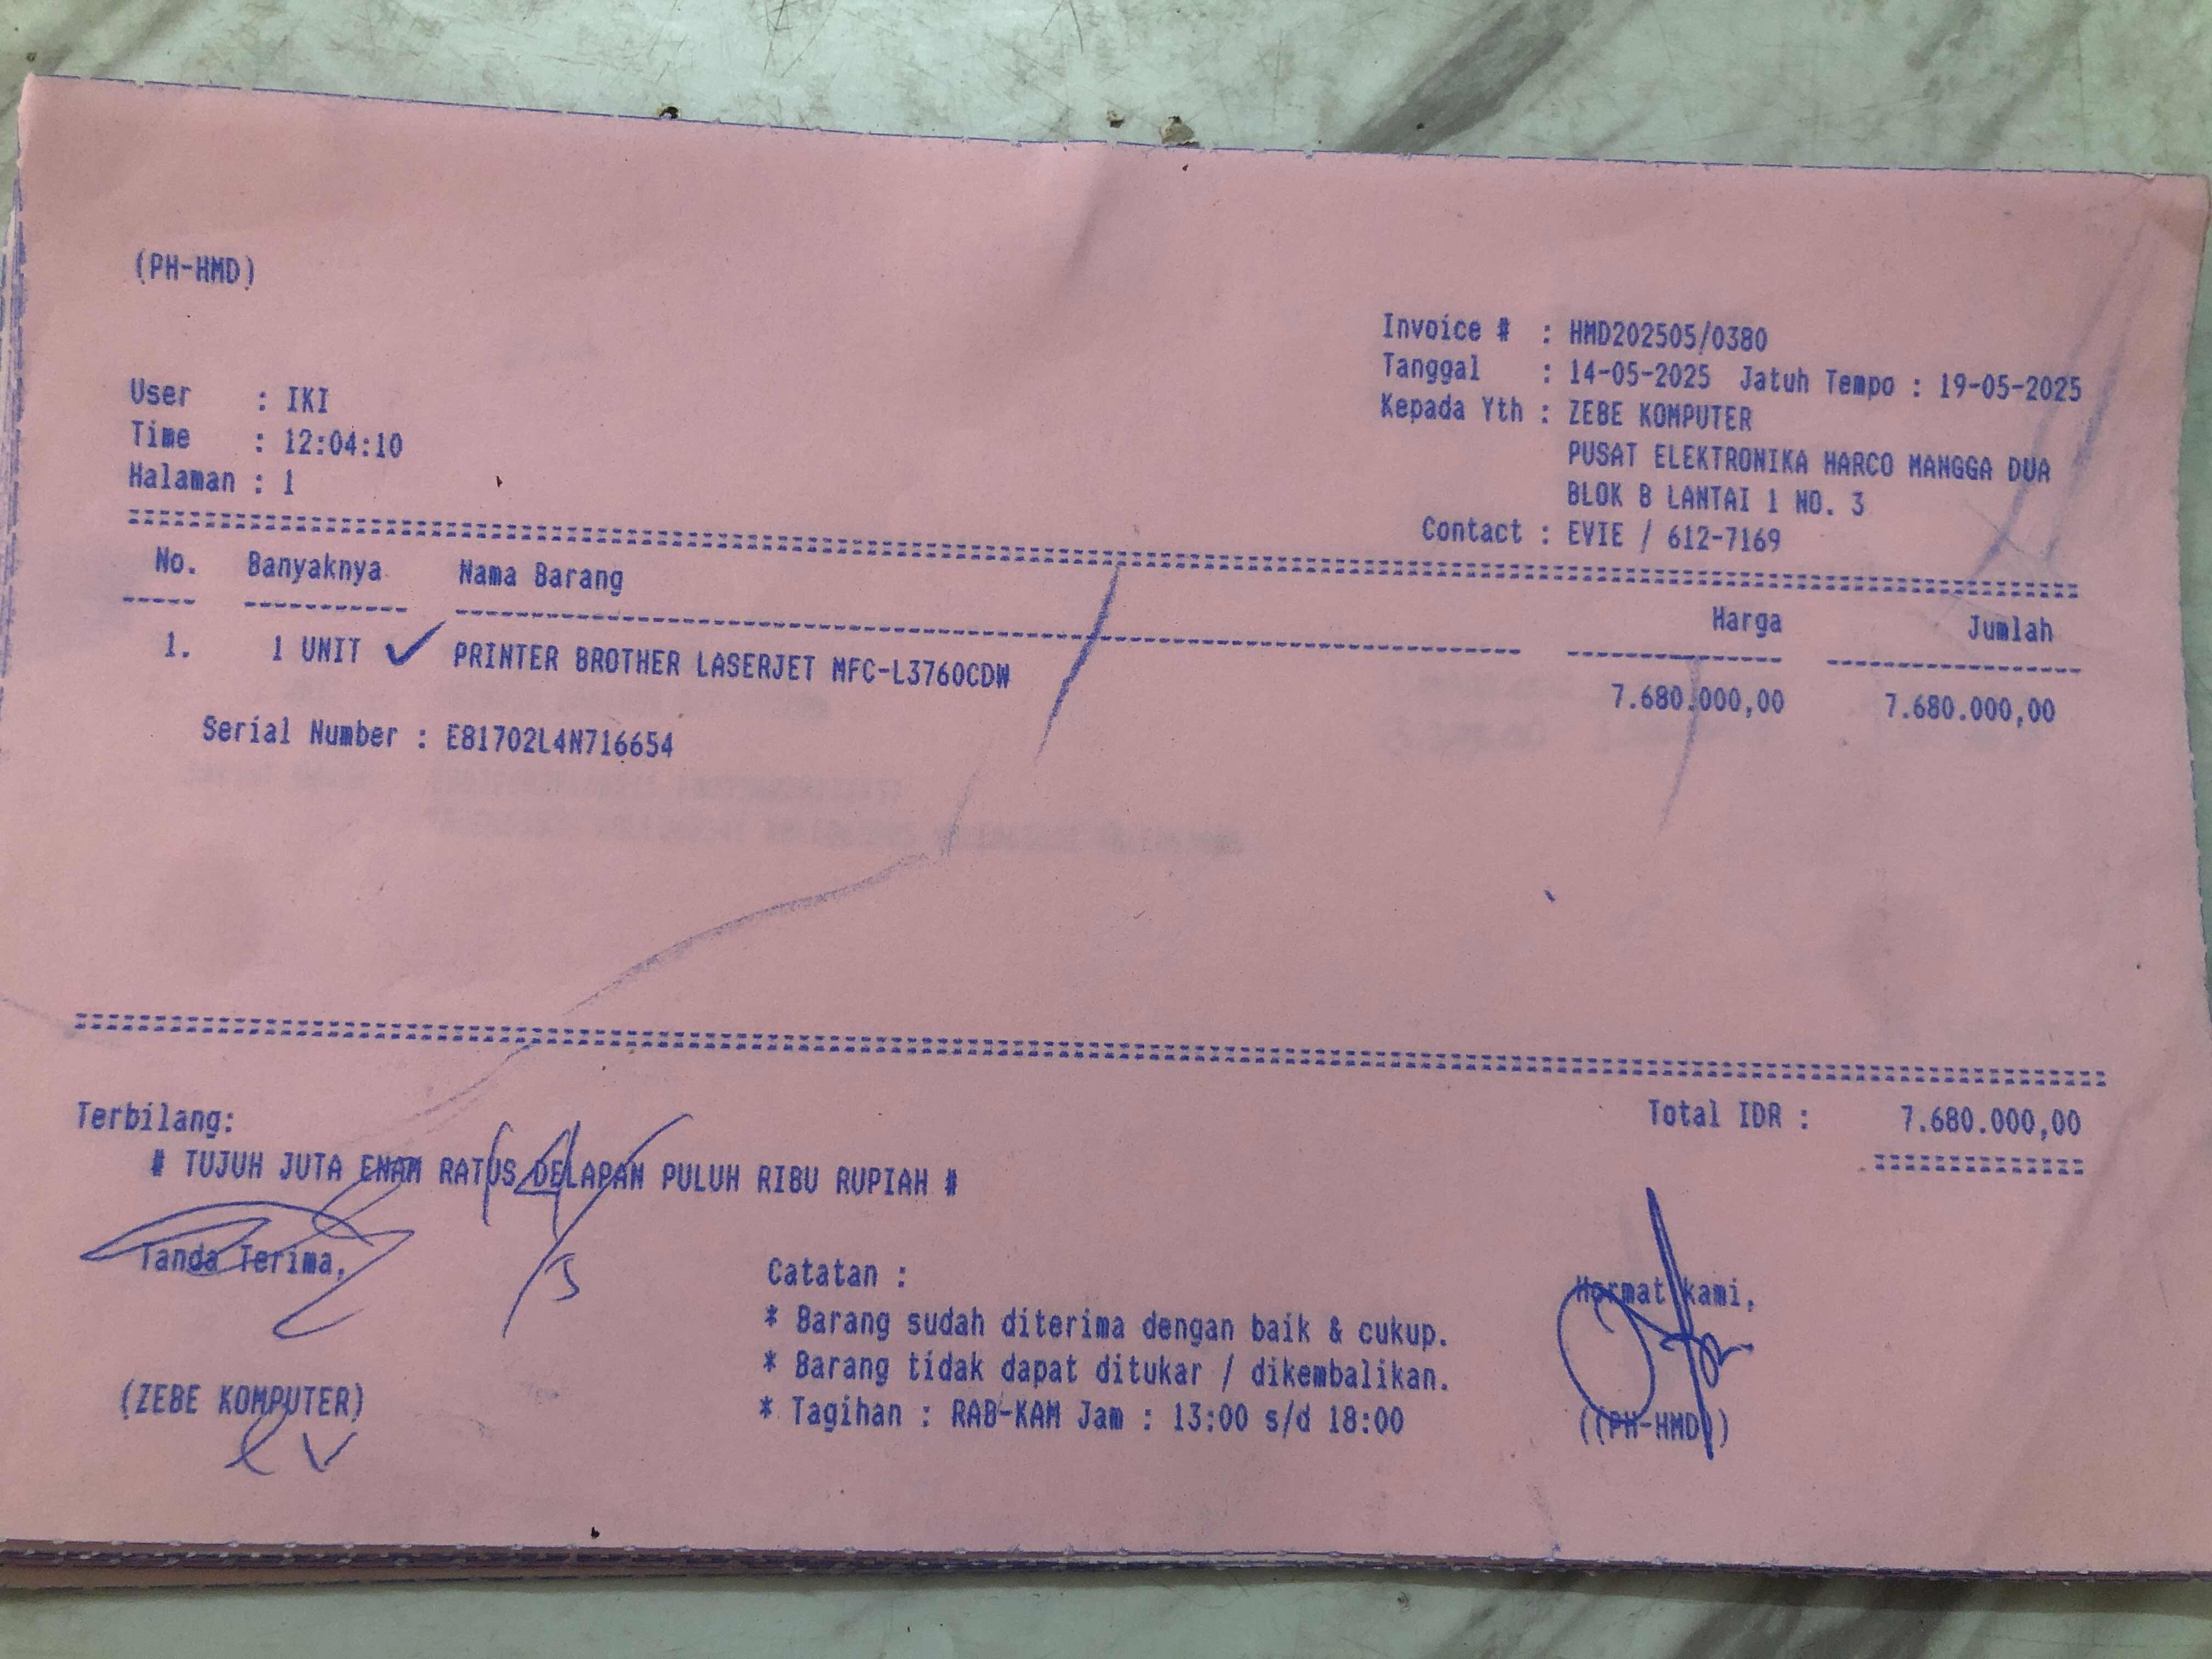 (PH-HMD)
Invoice # : HMD202505/0380
Tanggal : 14-05-2025 Jatuh Tempo : 19-05-2025
Kepada Yth : ZEBE KOMPUTER
PUSAT ELEKTRONIKA HARCO MANGGA DUA
BLOK B LANTAI 1 NO. 3
Contact : EVIE / 612-7169
User : IKI
Time : 12:04:10
Halaman : 1
No. Banyaknya Nama Barang Harga Jumlah
1. 1 UNIT ✓ PRINTER BROTHER LASERJET MFC-L3760CDW 7.680.000,00 7.680.000,00
Serial Number : E81702L4N716654
Terbilang: Total IDR : 7.680.000,00
# TUJUH JUTA ENAM RATUS DELAPAN PULUH RIBU RUPIAH #
14/5
Tanda Terima,
(ZEBE KOMPUTER)
Catatan :
* Barang sudah diterima dengan baik & cukup.
* Barang tidak dapat ditukar / dikembalikan.
* Tagihan : RAB-KAM Jam : 13:00 s/d 18:00
Hormat kami,
((PH-HMD))